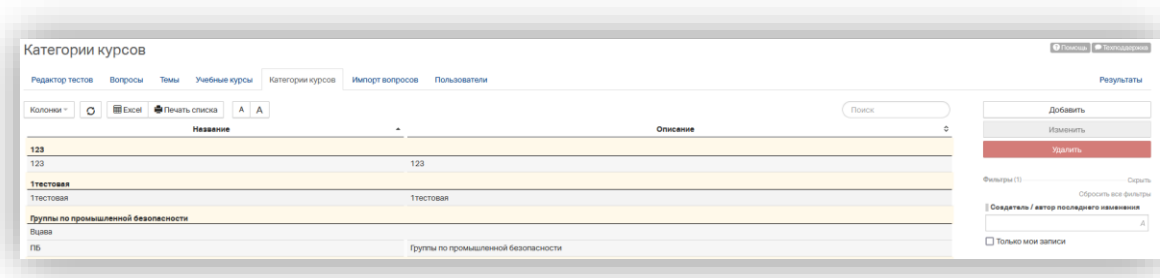 Категории курсов
Помощь Техподдержка
Редактор тестов Вопросы Темы Учебные курсы Категории курсов Импорт вопросов Пользователи Результаты
Колонки Excel Печать списка A A Поиск Добавить
Название Описание Изменить
123 Удалить
123 123
1тестовая
1тестовая 1тестовая
Фильтры (1) Скрыть
Сбросить все фильтры
Создатель / автор последнего изменения
Группы по промышленной безопасности
Вцава
Только мои записи
ПБ Группы по промышленной безопасности